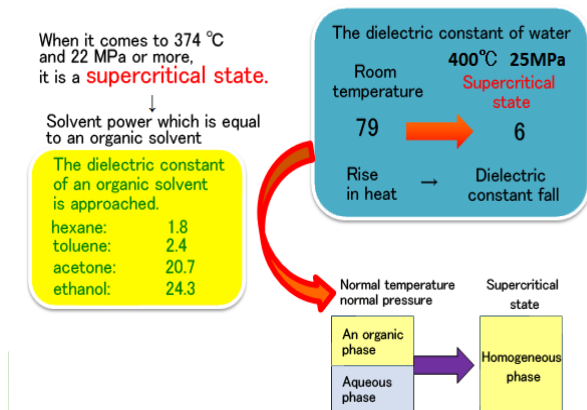 When it comes to 374 ℃
and 22 MPa or more,
it is a supercritical state.
↓
Solvent power which is equal
to an organic solvent
The dielectric constant
of an organic solvent
is approached.
hexane: 1.8
toluene: 2.4
acetone: 20.7
ethanol: 24.3
The dielectric constant of water
Room
temperature
79
400℃ 25MPa
Supercritical
state
6
Rise
in heat
→
Dielectric
constant fall
Normal temperature
normal pressure
An organic
phase
Aqueous
phase
Supercritical
state
Homogeneous
phase